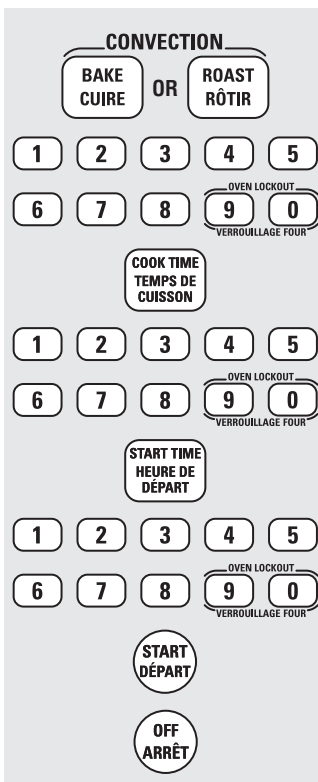 CONVECTION
BAKE
CUIRE
OR
ROAST
RÔTIR
1 2 3 4 5
OVEN LOCKOUT
6 7 8 9 0
VERROUILLAGE FOUR
COOK TIME
TEMPS DE
CUISSON
1 2 3 4 5
OVEN LOCKOUT
6 7 8 9 0
VERROUILLAGE FOUR
START TIME
HEURE DE
DÉPART
1 2 3 4 5
OVEN LOCKOUT
6 7 8 9 0
VERROUILLAGE FOUR
START
DÉPART
OFF
ARRÊT